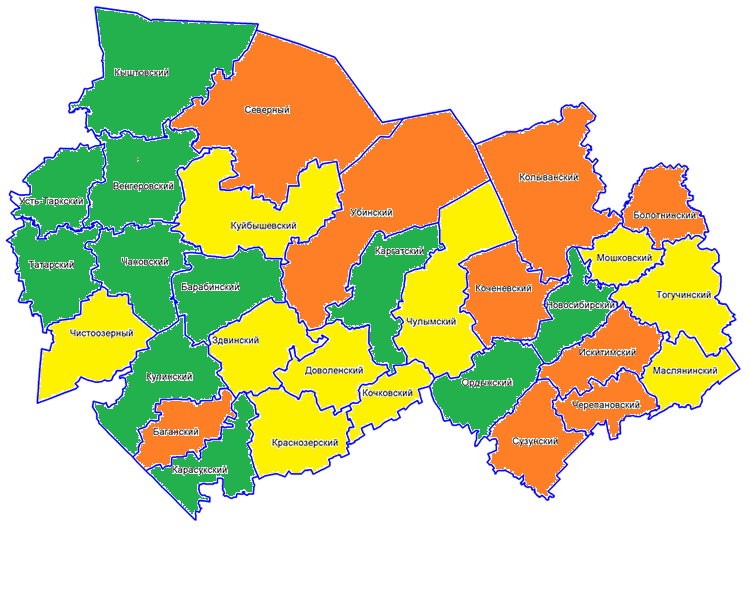 Кыштовский
Северный
Колыванский
Венгеровский
Усть-Таркский
Убинский
Болотнинский
Куйбышевский
Каргатский
Мошковский
Татарский
Чановский
Барабинский
Коченевский
Тогучинский
Новосибирский
Чулымский
Чистоозерный
Здвинский
Искитимский
Доволенский
Маслянинский
Купинский
Ордынский
Кочковский
Черепановский
Баганский
Краснозерский
Сузунский
Карасукский